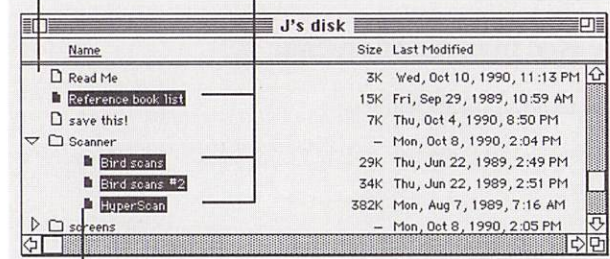 J's disk
Name Size Last Modified
Read Me 3K Wed, Oct 10, 1990, 11:13 PM
Reference book list 15K Fri, Sep 29, 1989, 10:59 AM
save this! 7K Thu, Oct 4, 1990, 8:50 PM
Scanner – Mon, Oct 8, 1990, 2:04 PM
Bird scans 29K Thu, Jun 22, 1989, 2:49 PM
Bird scans #2 34K Thu, Jun 22, 1989, 2:51 PM
HyperScan 382K Mon, Aug 7, 1989, 7:16 AM
screens – Mon, Oct 8, 1990, 2:05 PM